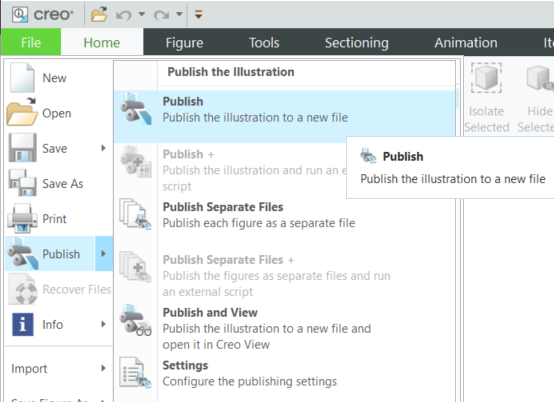 creo®
File Home Figure Tools Sectioning Animation
New
Open
Save
Save As
Print
Publish
Recover Files
Info
Import
Publish the Illustration
Publish
Publish the illustration to a new file
Publish +
Publish the illustration and run an
script
Publish Separate Files
Publish each figure as a separate file
Publish Separate Files +
Publish the figures as separate files and run
an external script
Publish and View
Publish the illustration to a new file and
open it in Creo View
Settings
Configure the publishing settings
Publish
Publish the illustration to a new file
Isolate
Selected
Hide